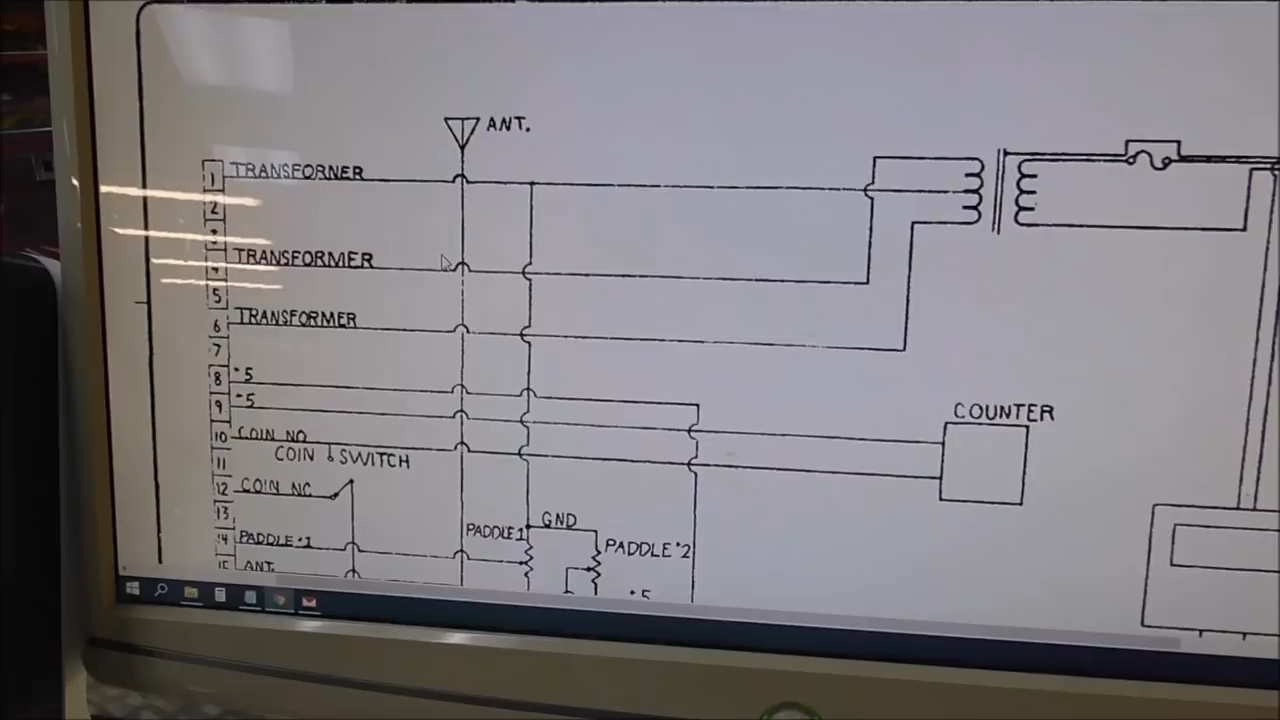 ANT.
1 TRANSFORNER
2
3
4 TRANSFORMER
5
6 TRANSFORMER
7
8 +5
9 +5
10 COIN NO
COIN SWITCH
11
12 COIN NC
13
14 PADDLE #1
15 ANT.
COUNTER
GND
PADDLE 1
PADDLE #2
+5